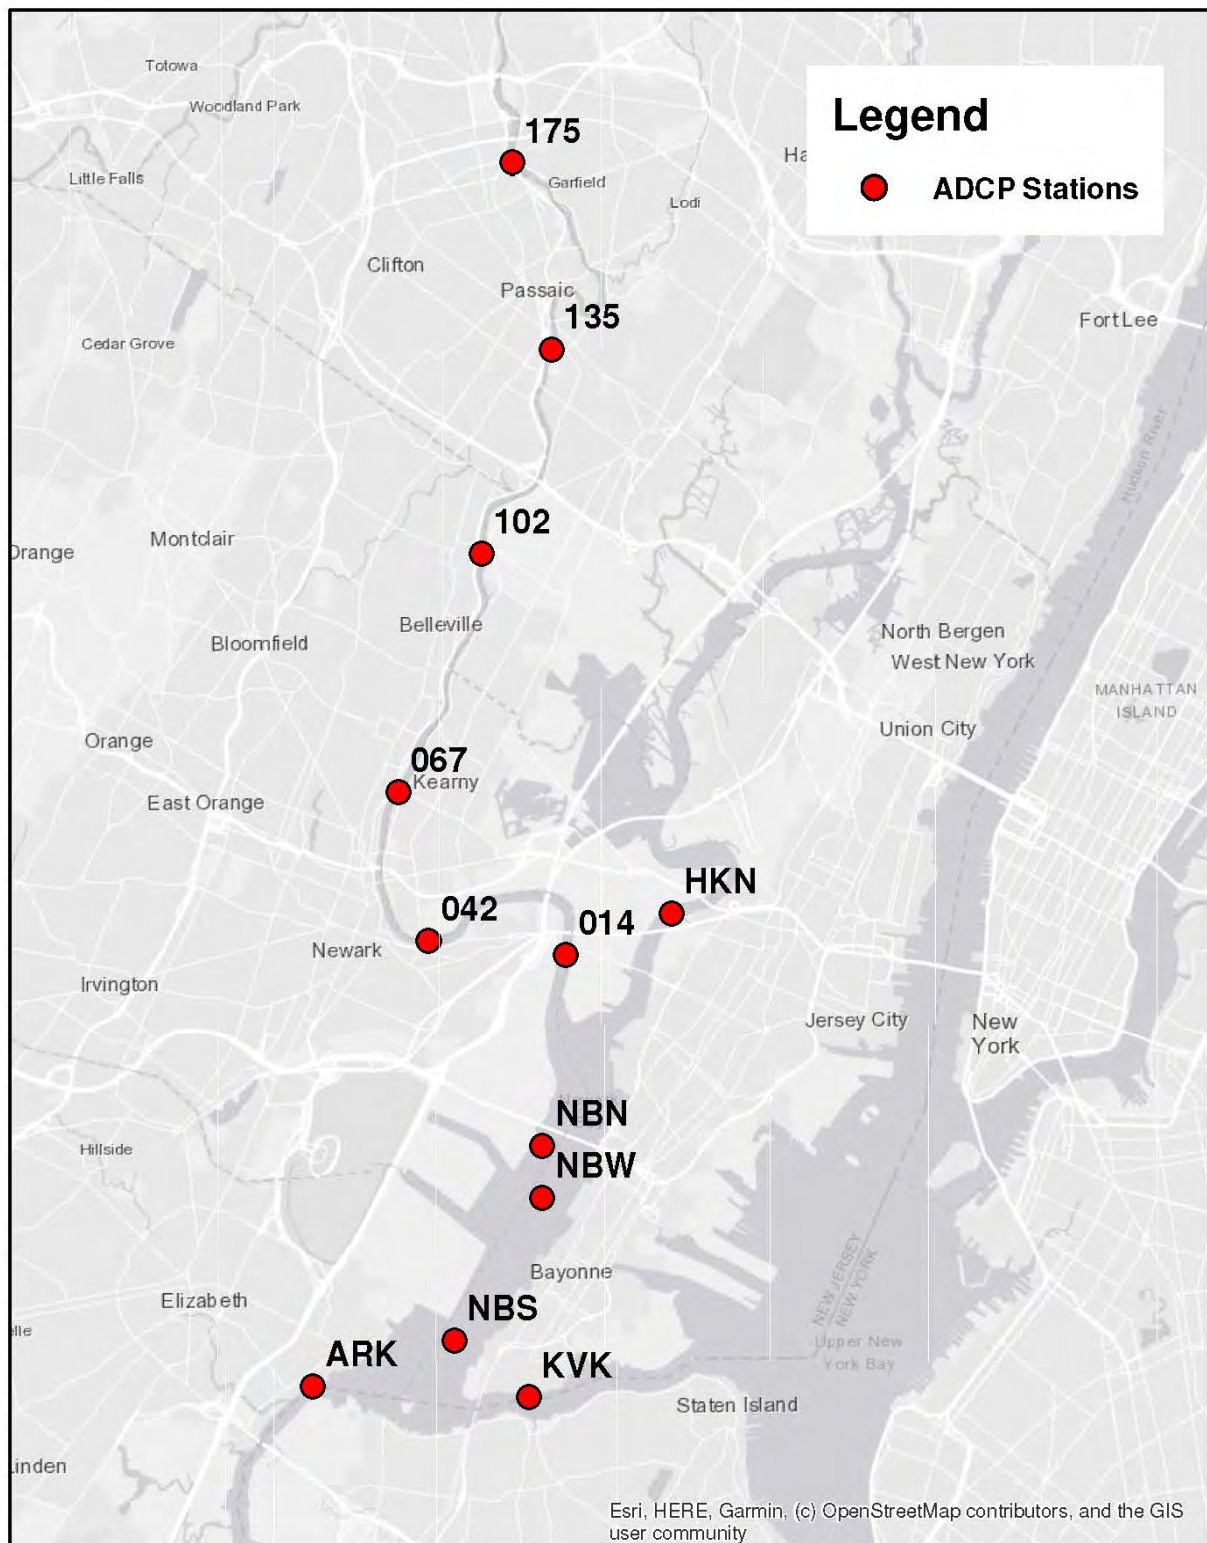 Totowa
Woodland Park
175
Legend
Little Falls
Garfield
ADCP Stations
Lodi
Clifton
Passaic
135
Fort Lee
Cedar Grove
Hudson River
102
Montclair
Orange
Belleville
North Bergen
Bloomfield
West New York
MANHATTAN
ISLAND
Union City
Orange
067
Kearny
East Orange
HKN
042
014
Newark
Irvington
Jersey City
New
York
NBN
Hillside
NBW
Bayonne
NEW JERSEY
NEW YORK
Elizabeth
NBS
Upper New
York Bay
ARK
KVK
Staten Island
Linden
Esri, HERE, Garmin, (c) OpenStreetMap contributors, and the GIS
user community